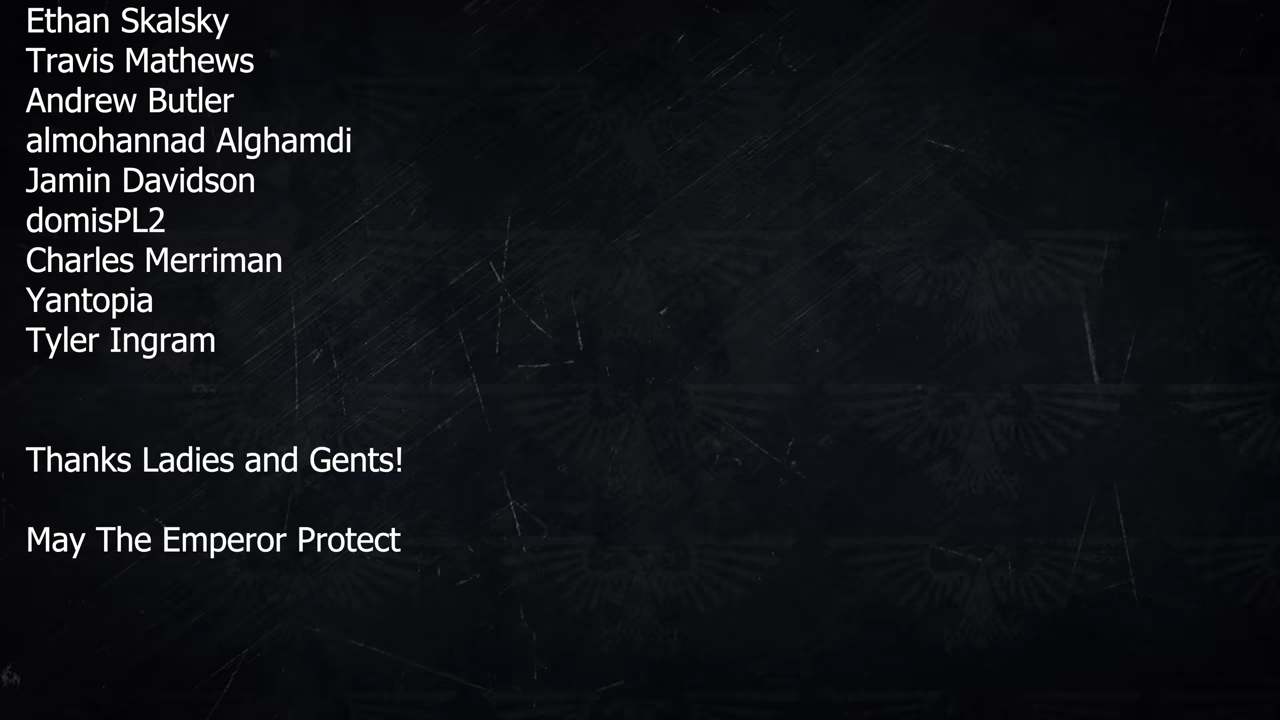 Ethan Skalsky
Travis Mathews
Andrew Butler
almohannad Alghamdi
Jamin Davidson
domisPL2
Charles Merriman
Yantopia
Tyler Ingram
Thanks Ladies and Gents!
May The Emperor Protect